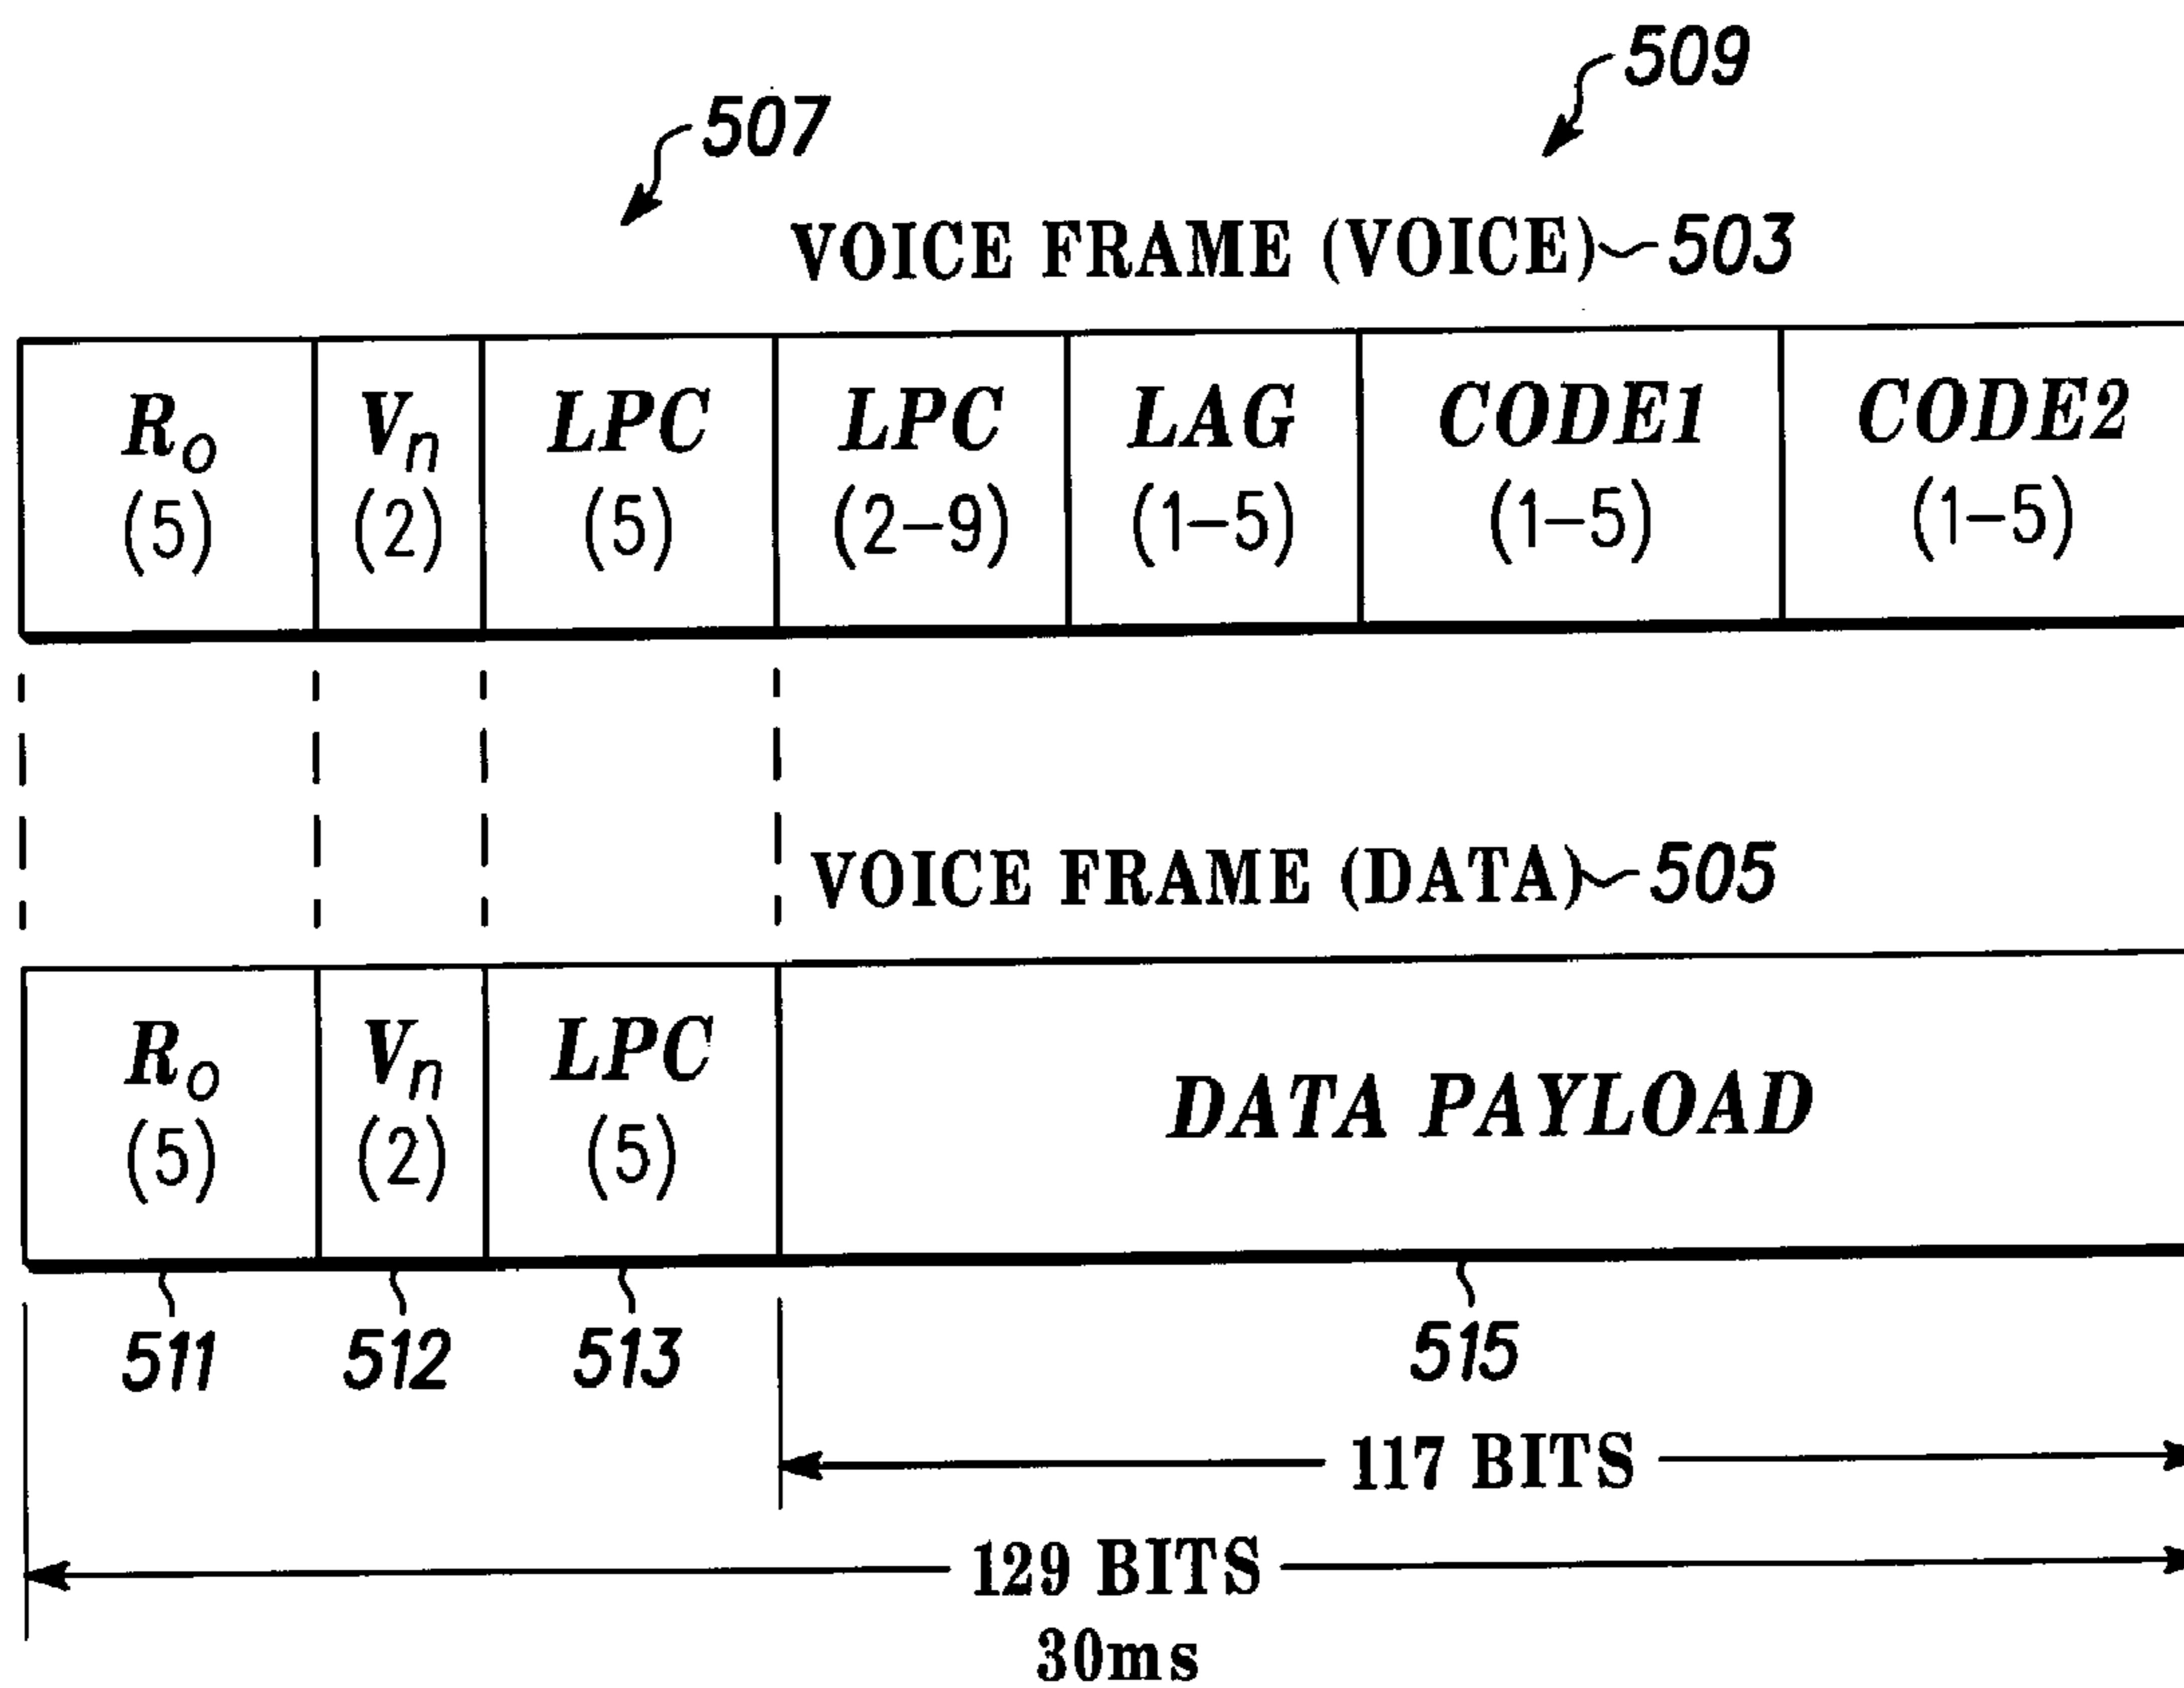 509
507
VOICE FRAME (VOICE) 503
Ro Vn LPC LPC LAG CODE1 CODE2
(5) (2) (5) (2-9) (1-5) (1-5) (1-5)
VOICE FRAME (DATA) 505
Ro Vn LPC DATA PAYLOAD
(5) (2) (5)
511 512 513 515
117 BITS
129 BITS
30ms